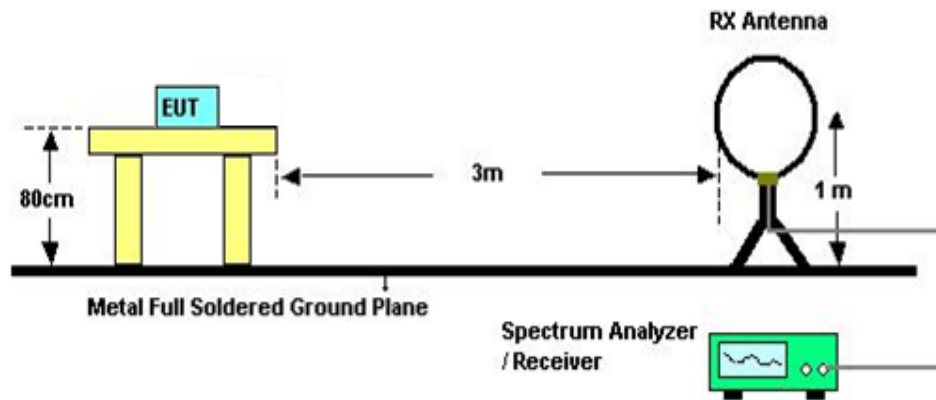 RX Antenna
EUT
3m
80cm
1 m
Metal Full Soldered Ground Plane
Spectrum Analyzer
/ Receiver